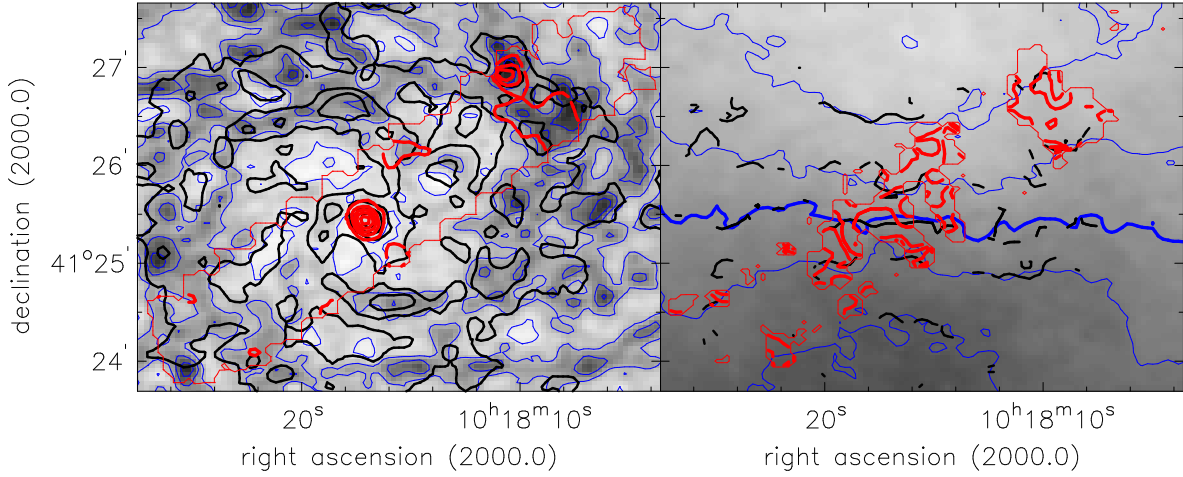 declination (2000.0)
27'
26'
41°25'
24'
20ˢ
10ʰ18ᵐ10ˢ
20ˢ
10ʰ18ᵐ10ˢ
right ascension (2000.0)
right ascension (2000.0)